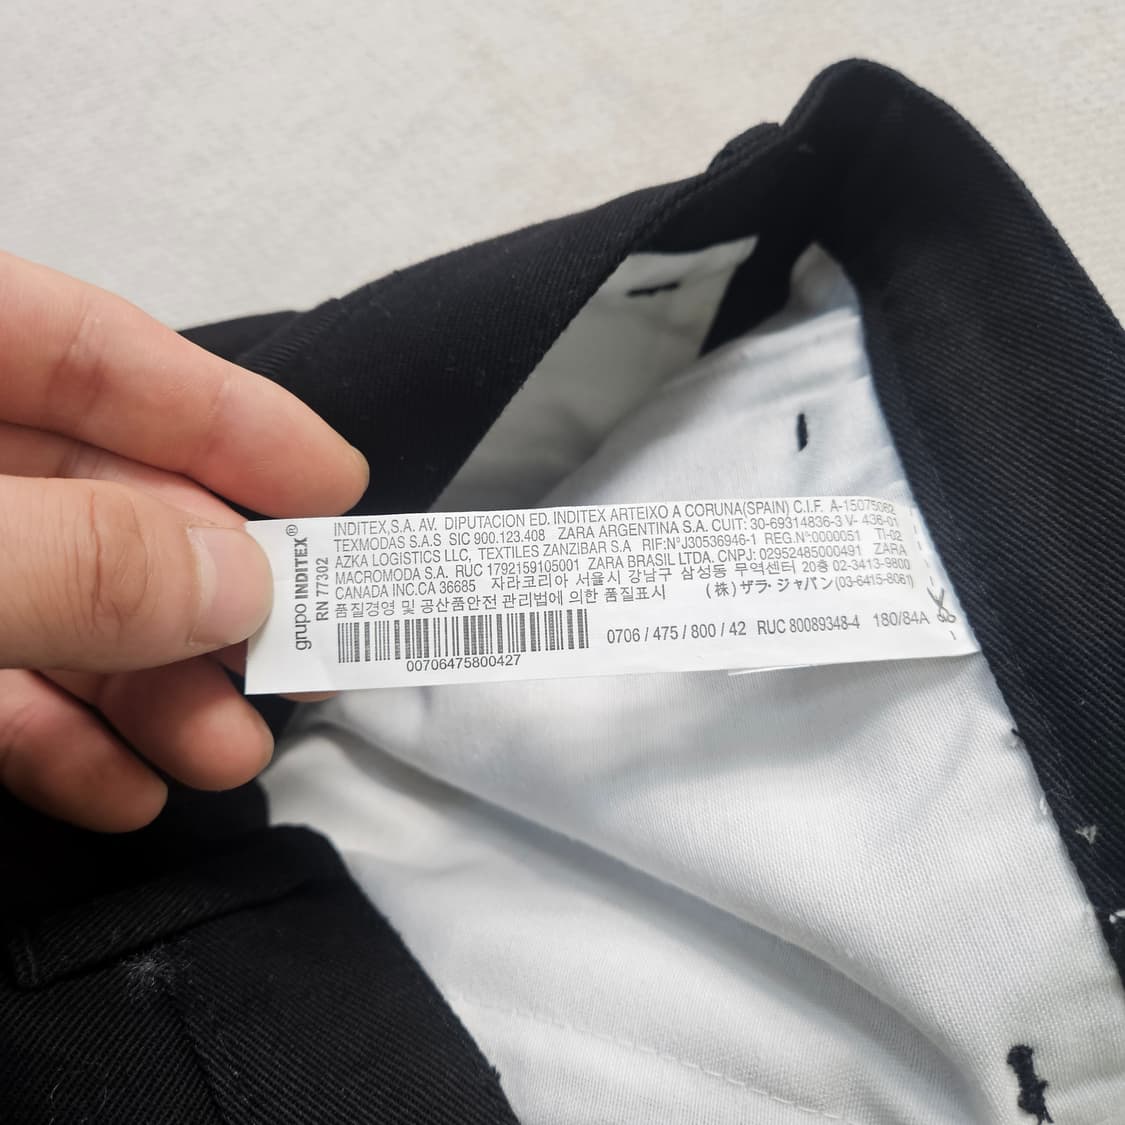 grupo INDITEX®
RN 77302
INDITEX,S.A. AV. DIPUTACION ED. INDITEX ARTEIXO A CORUNA(SPAIN) C.I.F. A-15075062
TEXMODAS S.A.S SIC 900.123.408 ZARA ARGENTINA S.A. CUIT: 30-69314836-3 V- 436-01
AZKA LOGISTICS LLC, TEXTILES ZANZIBAR S.A RIF:N°J30536946-1 REG.N°:0000051 TI-02
MACROMODA S.A. RUC 1792159105001 ZARA BRASIL LTDA. CNPJ: 02952485000491 ZARA
CANADA INC.CA 36685 자라코리아 서울시 강남구 삼성동 무역센터 20층 02-3413-9800
품질경영 및 공산품안전 관리법에 의한 품질표시 (株)ザラ・ジャパン(03-6415-8061)
0706 / 475 / 800 / 42 RUC 80089348-4 180/84A
00706475800427